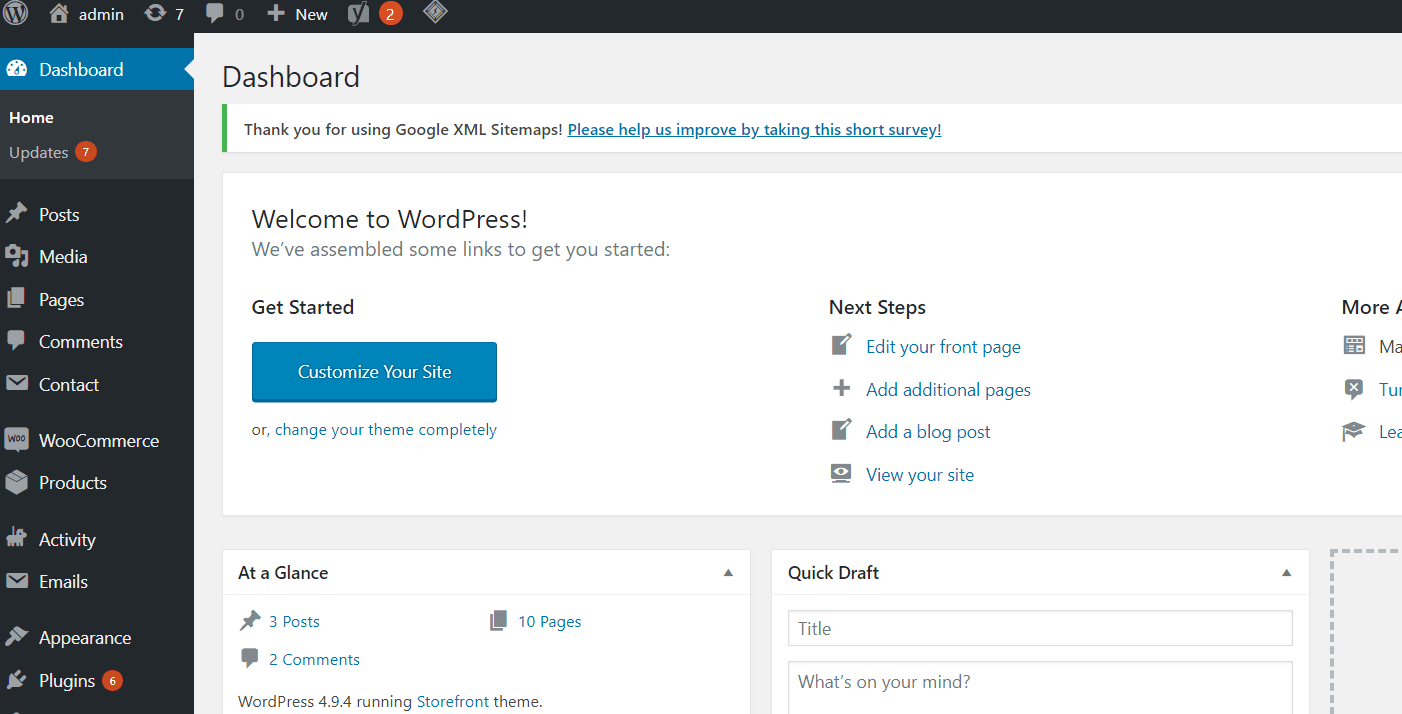 admin 7 0 New 2
Dashboard
Home
Updates 7
Posts
Media
Pages
Comments
Contact
WOO WooCommerce
Products
Activity
Emails
Appearance
Plugins 6
Dashboard
Thank you for using Google XML Sitemaps! Please help us improve by taking this short survey!
Welcome to WordPress!
We’ve assembled some links to get you started:
Get Started
Customize Your Site
or, change your theme completely
Next Steps
Edit your front page
Add additional pages
Add a blog post
View your site
More A
Ma
Tur
Lea
At a Glance
3 Posts 10 Pages
2 Comments
WordPress 4.9.4 running Storefront theme.
Quick Draft
Title
What’s on your mind?